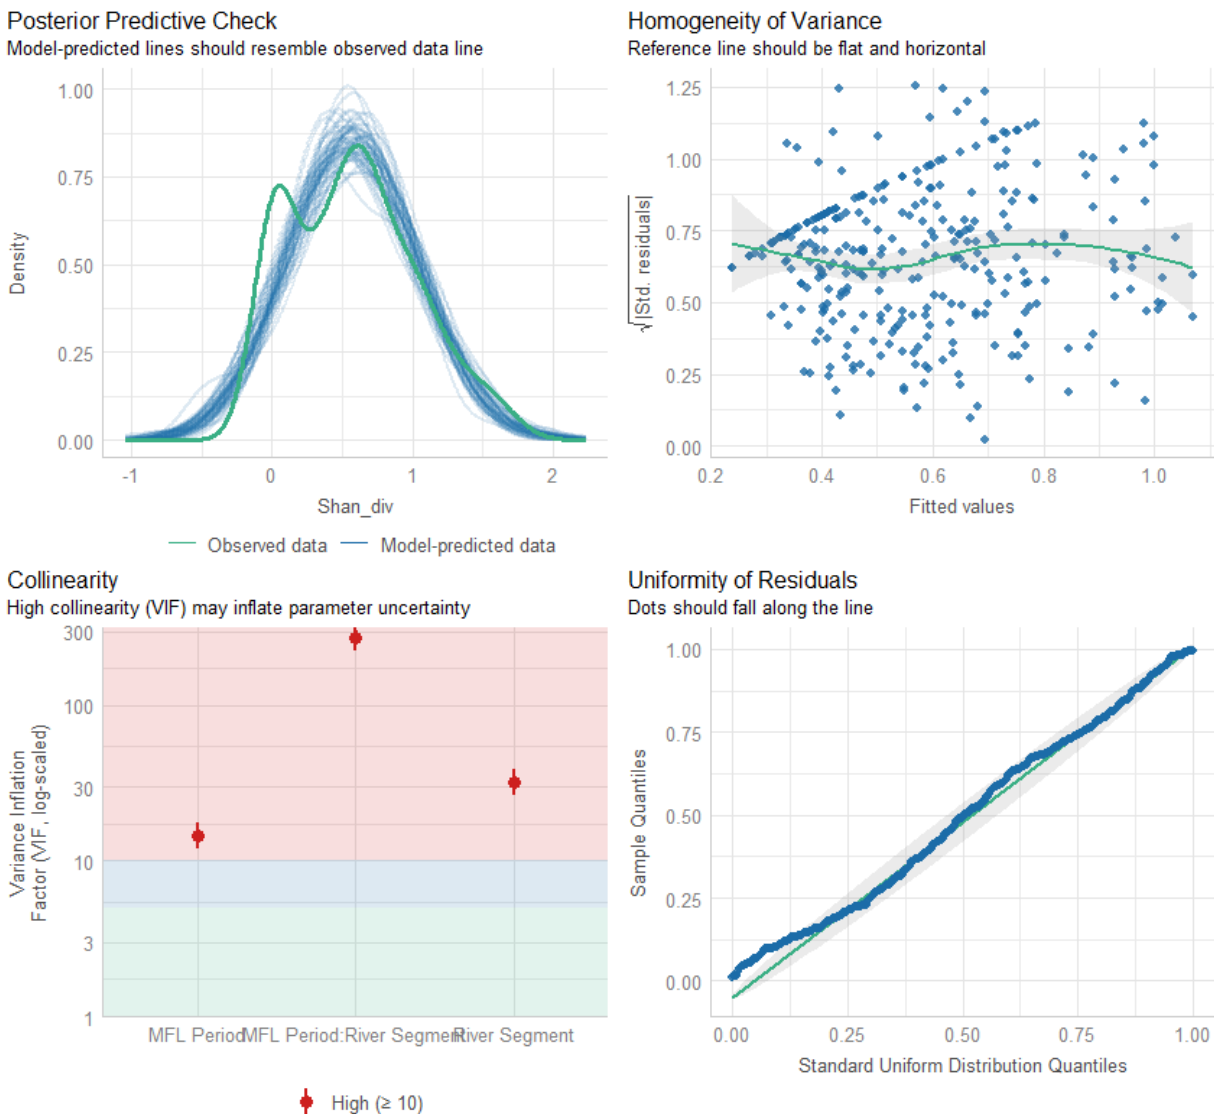 Posterior Predictive Check
Model-predicted lines should resemble observed data line
1.00
0.75
0.50
0.25
0.00
Density
-1
0
1
2
Shan_div
Observed data
Model-predicted data
Homogeneity of Variance
Reference line should be flat and horizontal
1.25
1.00
0.75
0.50
0.25
0.00
√|Std. residuals|
0.2
0.4
0.6
0.8
1.0
Fitted values
Collinearity
High collinearity (VIF) may inflate parameter uncertainty
300
100
30
10
3
1
Variance Inflation
Factor (VIF, log-scaled)
MFL Period
MFL Period:River Segment
River Segment
High (≥ 10)
Uniformity of Residuals
Dots should fall along the line
1.00
0.75
0.50
0.25
0.00
Sample Quantiles
0.00
0.25
0.50
0.75
1.00
Standard Uniform Distribution Quantiles